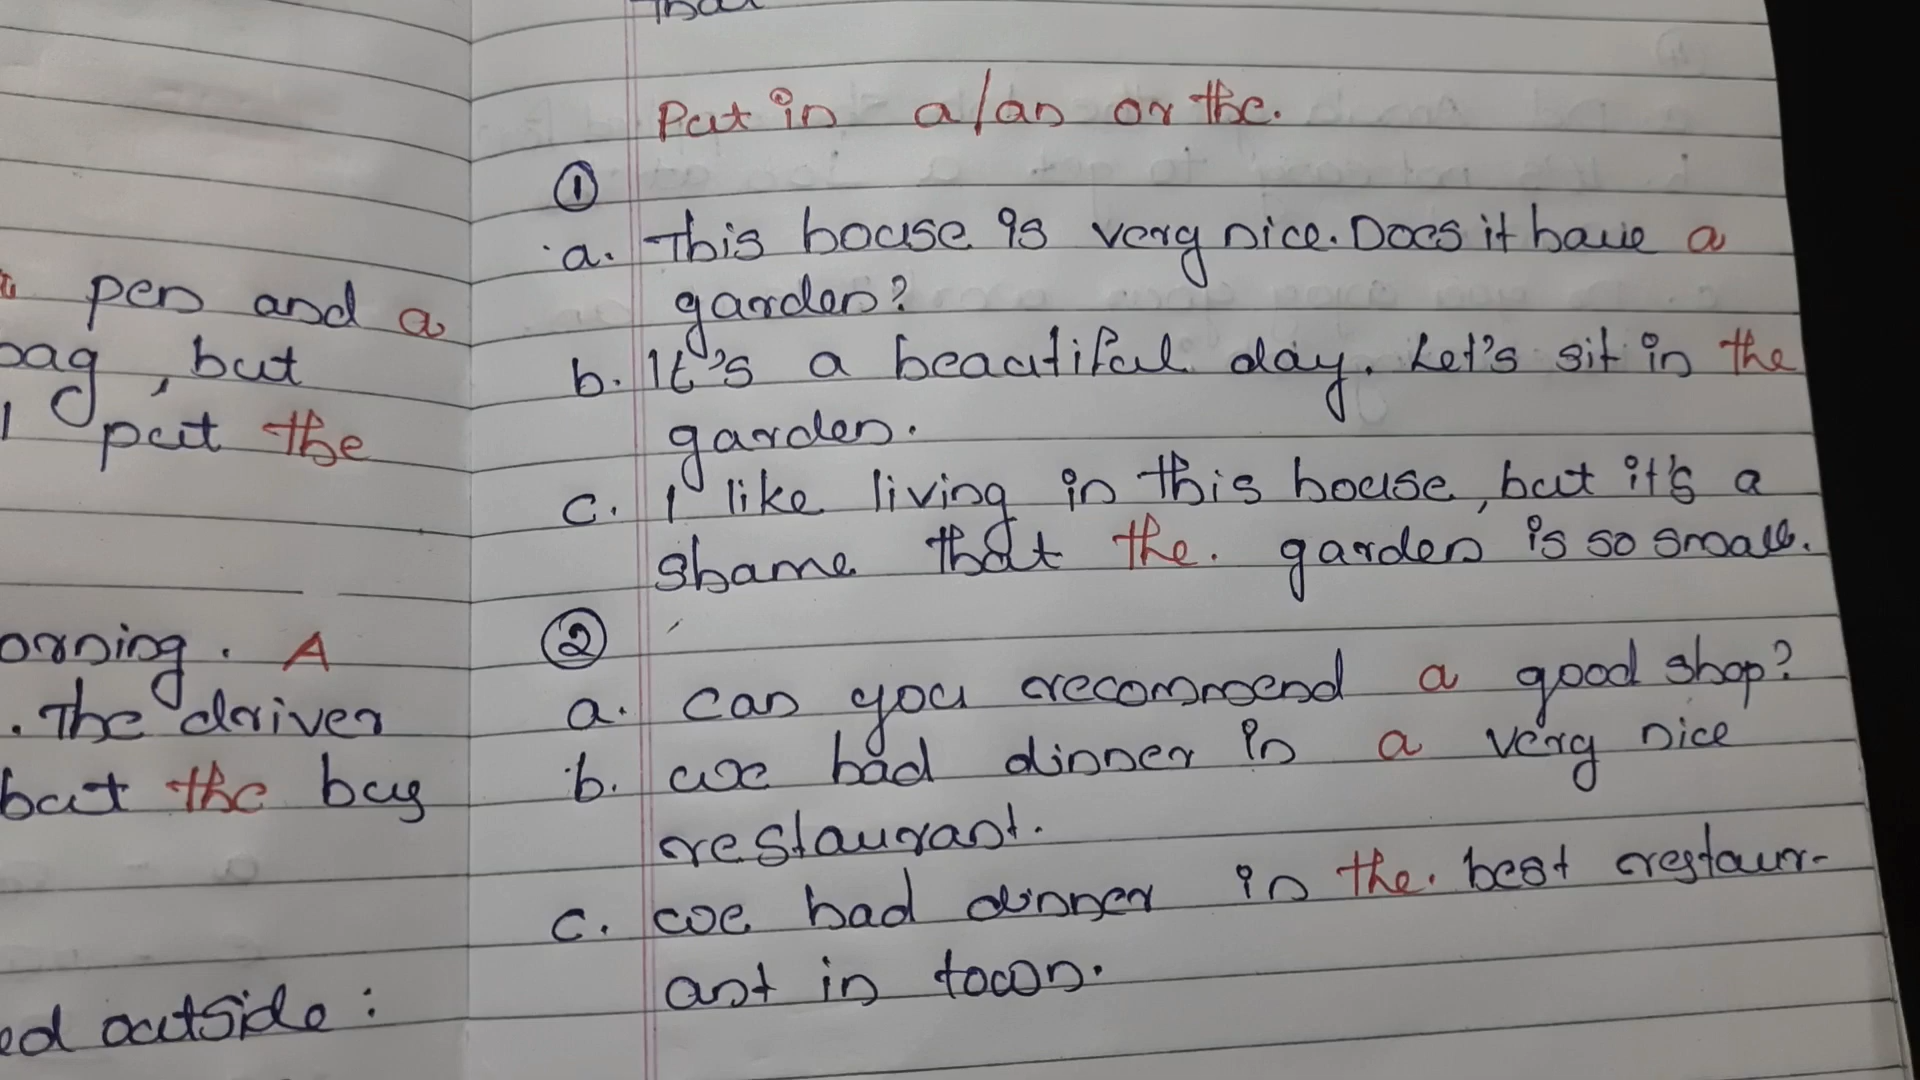 Put in a/an or the.
①
a. This house is very nice. Does it have a
garden?
b. It's a beautiful day. Let's sit in the
garden.
c. I like living in this house, but it's a
shame that the. garden is so small.
②
a. can you recommend a good shop?
b. we had dinner in a very nice
restaurant.
c. we had dinner in the. best restaur-
ant in town.
pen and a
bag, but
I put the
A
. The driver
but the
outside: